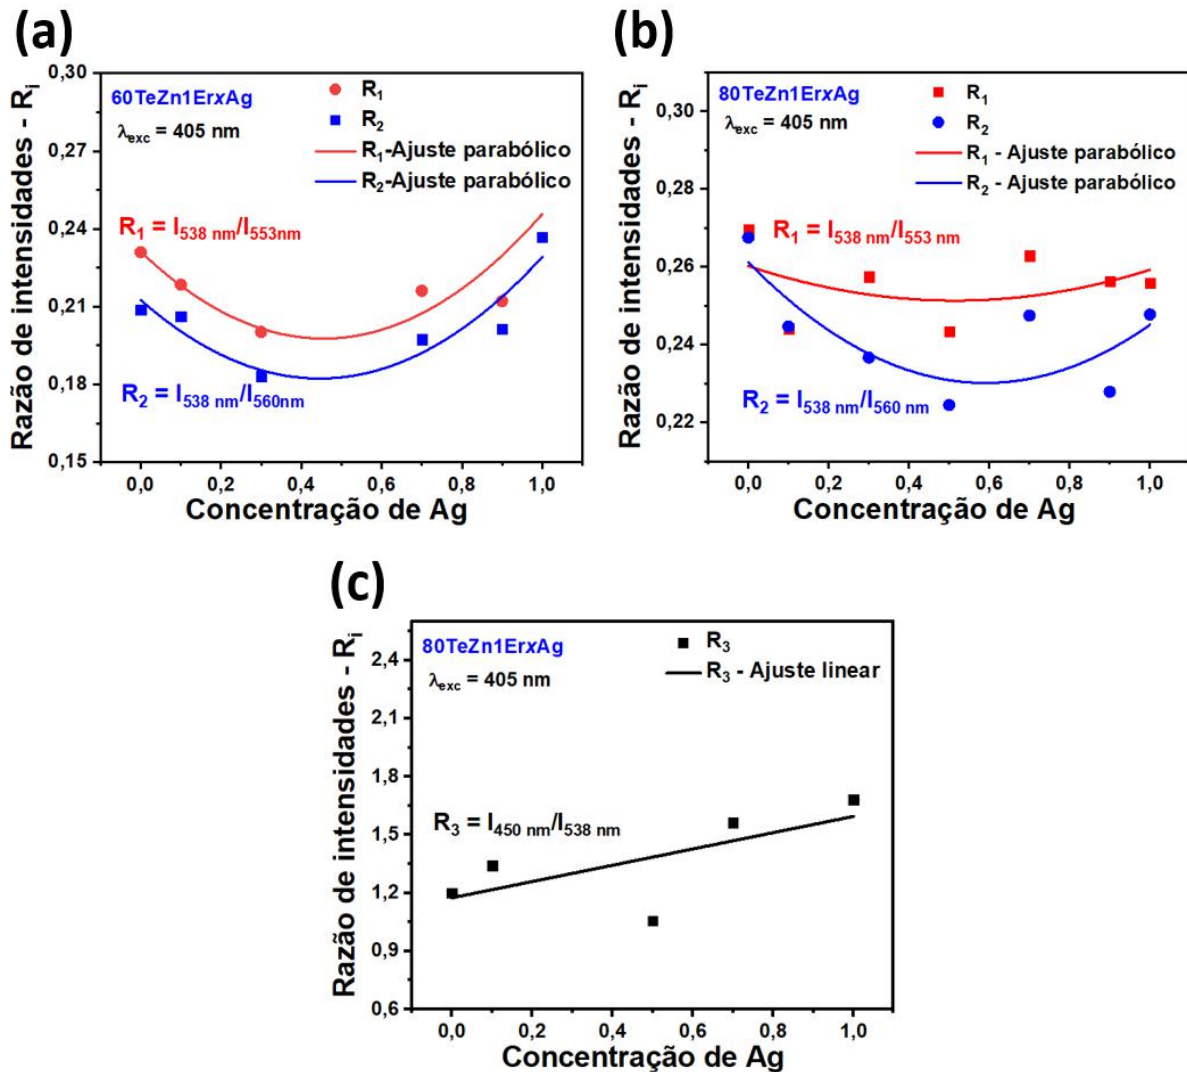 (a)
Razão de intensidades - Ri
0,30
0,27
0,24
0,21
0,18
0,15
60TeZn1ErxAg
λexc = 405 nm
R1
R2
R1-Ajuste parabólico
R2-Ajuste parabólico
R1 = I538 nm/I553nm
R2 = I538 nm/I560nm
0,0 0,2 0,4 0,6 0,8 1,0
Concentração de Ag
(b)
Razão de intensidades - Ri
0,30
0,28
0,26
0,24
0,22
80TeZn1ErxAg
λexc = 405 nm
R1
R2
R1 - Ajuste parabólico
R2 - Ajuste parabólico
R1 = I538 nm/I553 nm
R2 = I538 nm/I560 nm
0,0 0,2 0,4 0,6 0,8 1,0
Concentração de Ag
(c)
Razão de intensidades - Ri
2,4
2,1
1,8
1,5
1,2
0,9
0,6
80TeZn1ErxAg
λexc = 405 nm
R3
R3 - Ajuste linear
R3 = I450 nm/I538 nm
0,0 0,2 0,4 0,6 0,8 1,0
Concentração de Ag